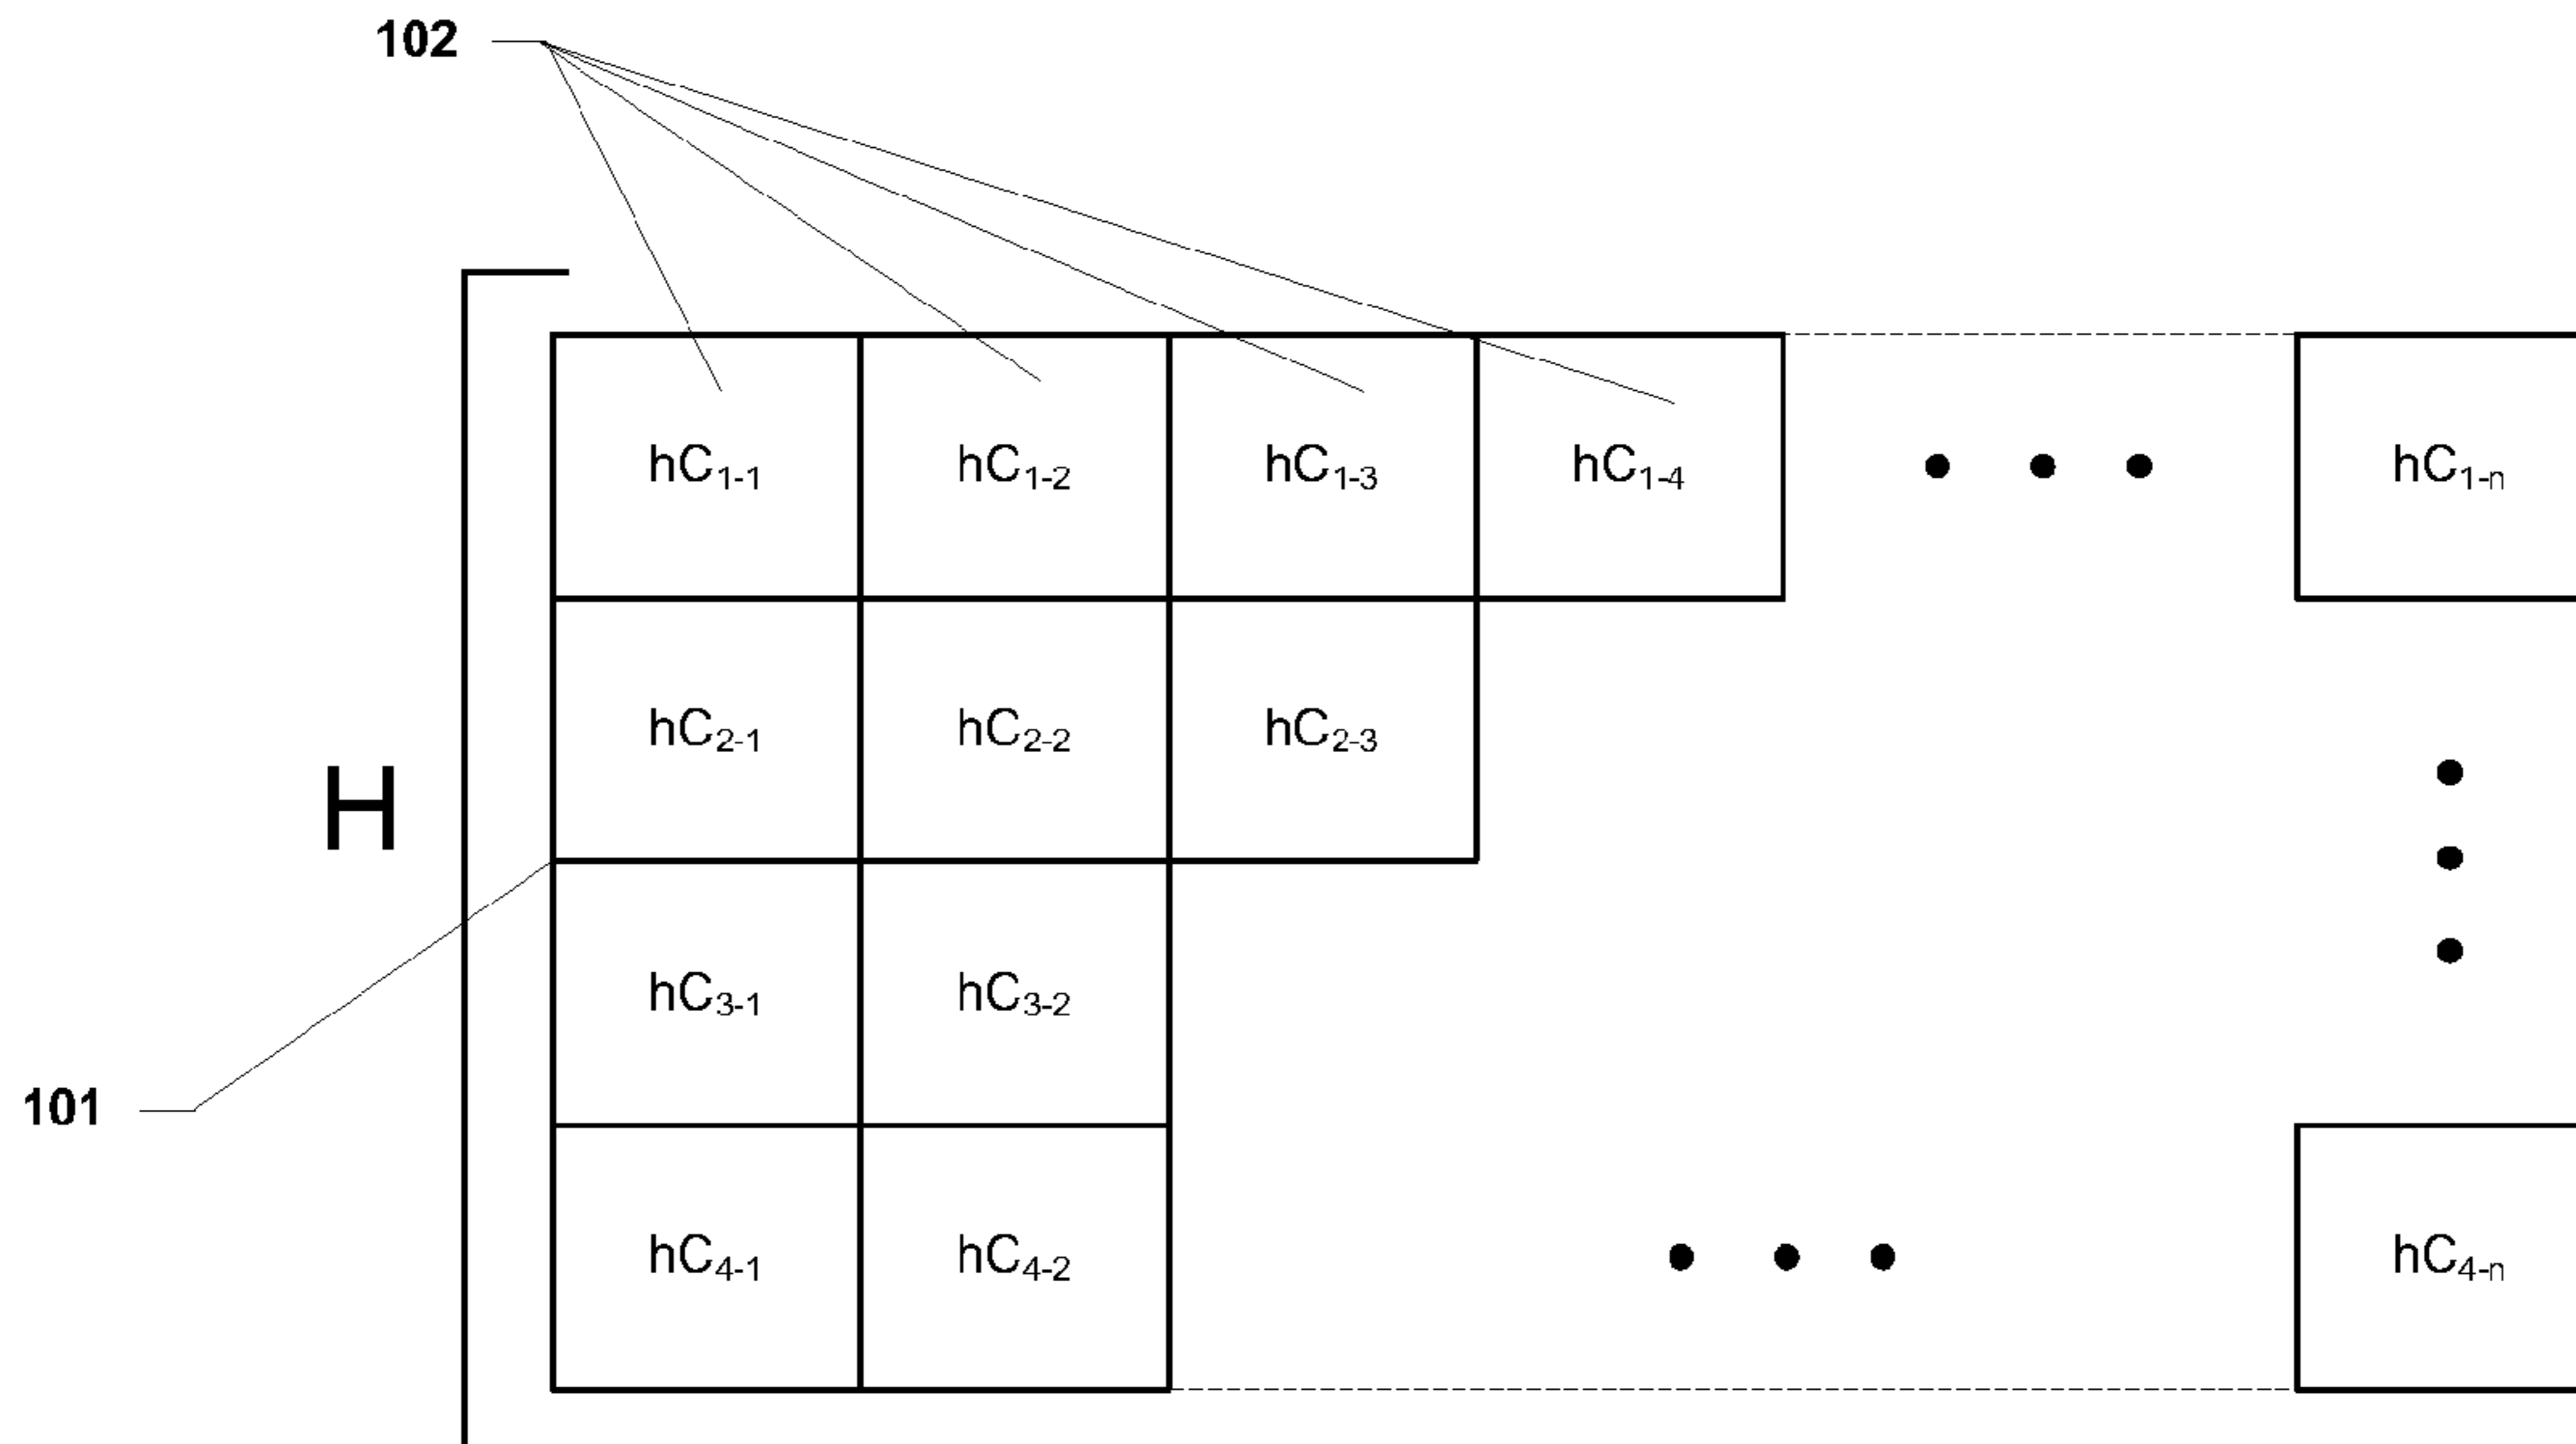 102
hC₁₋₁ hC₁₋₂ hC₁₋₃ hC₁₋₄ • • • hC₁₋ₙ
hC₂₋₁ hC₂₋₂ hC₂₋₃
H
hC₃₋₁ hC₃₋₂
101
hC₄₋₁ hC₄₋₂ • • • hC₄₋ₙ